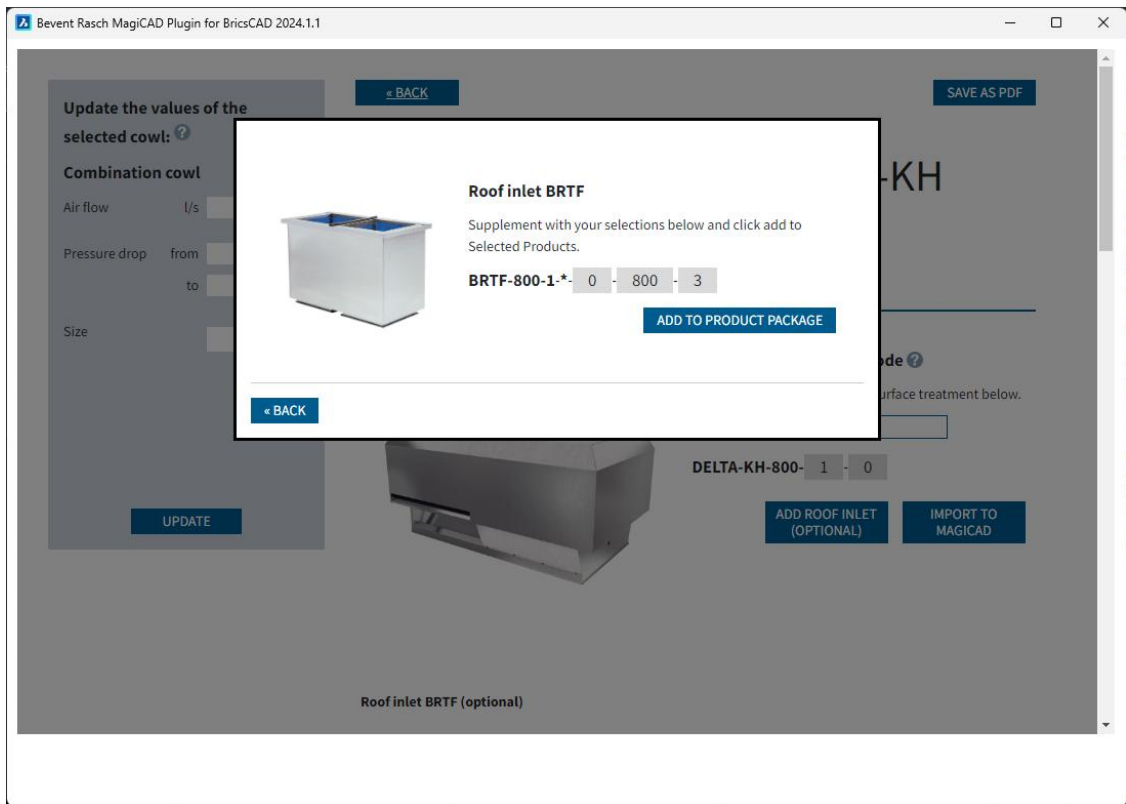 Bevent Rasch MagiCAD Plugin for BricsCAD 2024.1.1
« BACK
SAVE AS PDF
Update the values of the
selected cowl: ?
Combination cowl
Air flow l/s
Pressure drop from
to
Size
UPDATE
-KH
Roof inlet BRTF
Supplement with your selections below and click add to
Selected Products.
BRTF-800-1-*- 0 - 800 - 3
ADD TO PRODUCT PACKAGE
« BACK
?
treatment below.
DELTA-KH-800- 1 - 0
ADD ROOF INLET
(OPTIONAL)
IMPORT TO
MAGICAD
Roof inlet BRTF (optional)